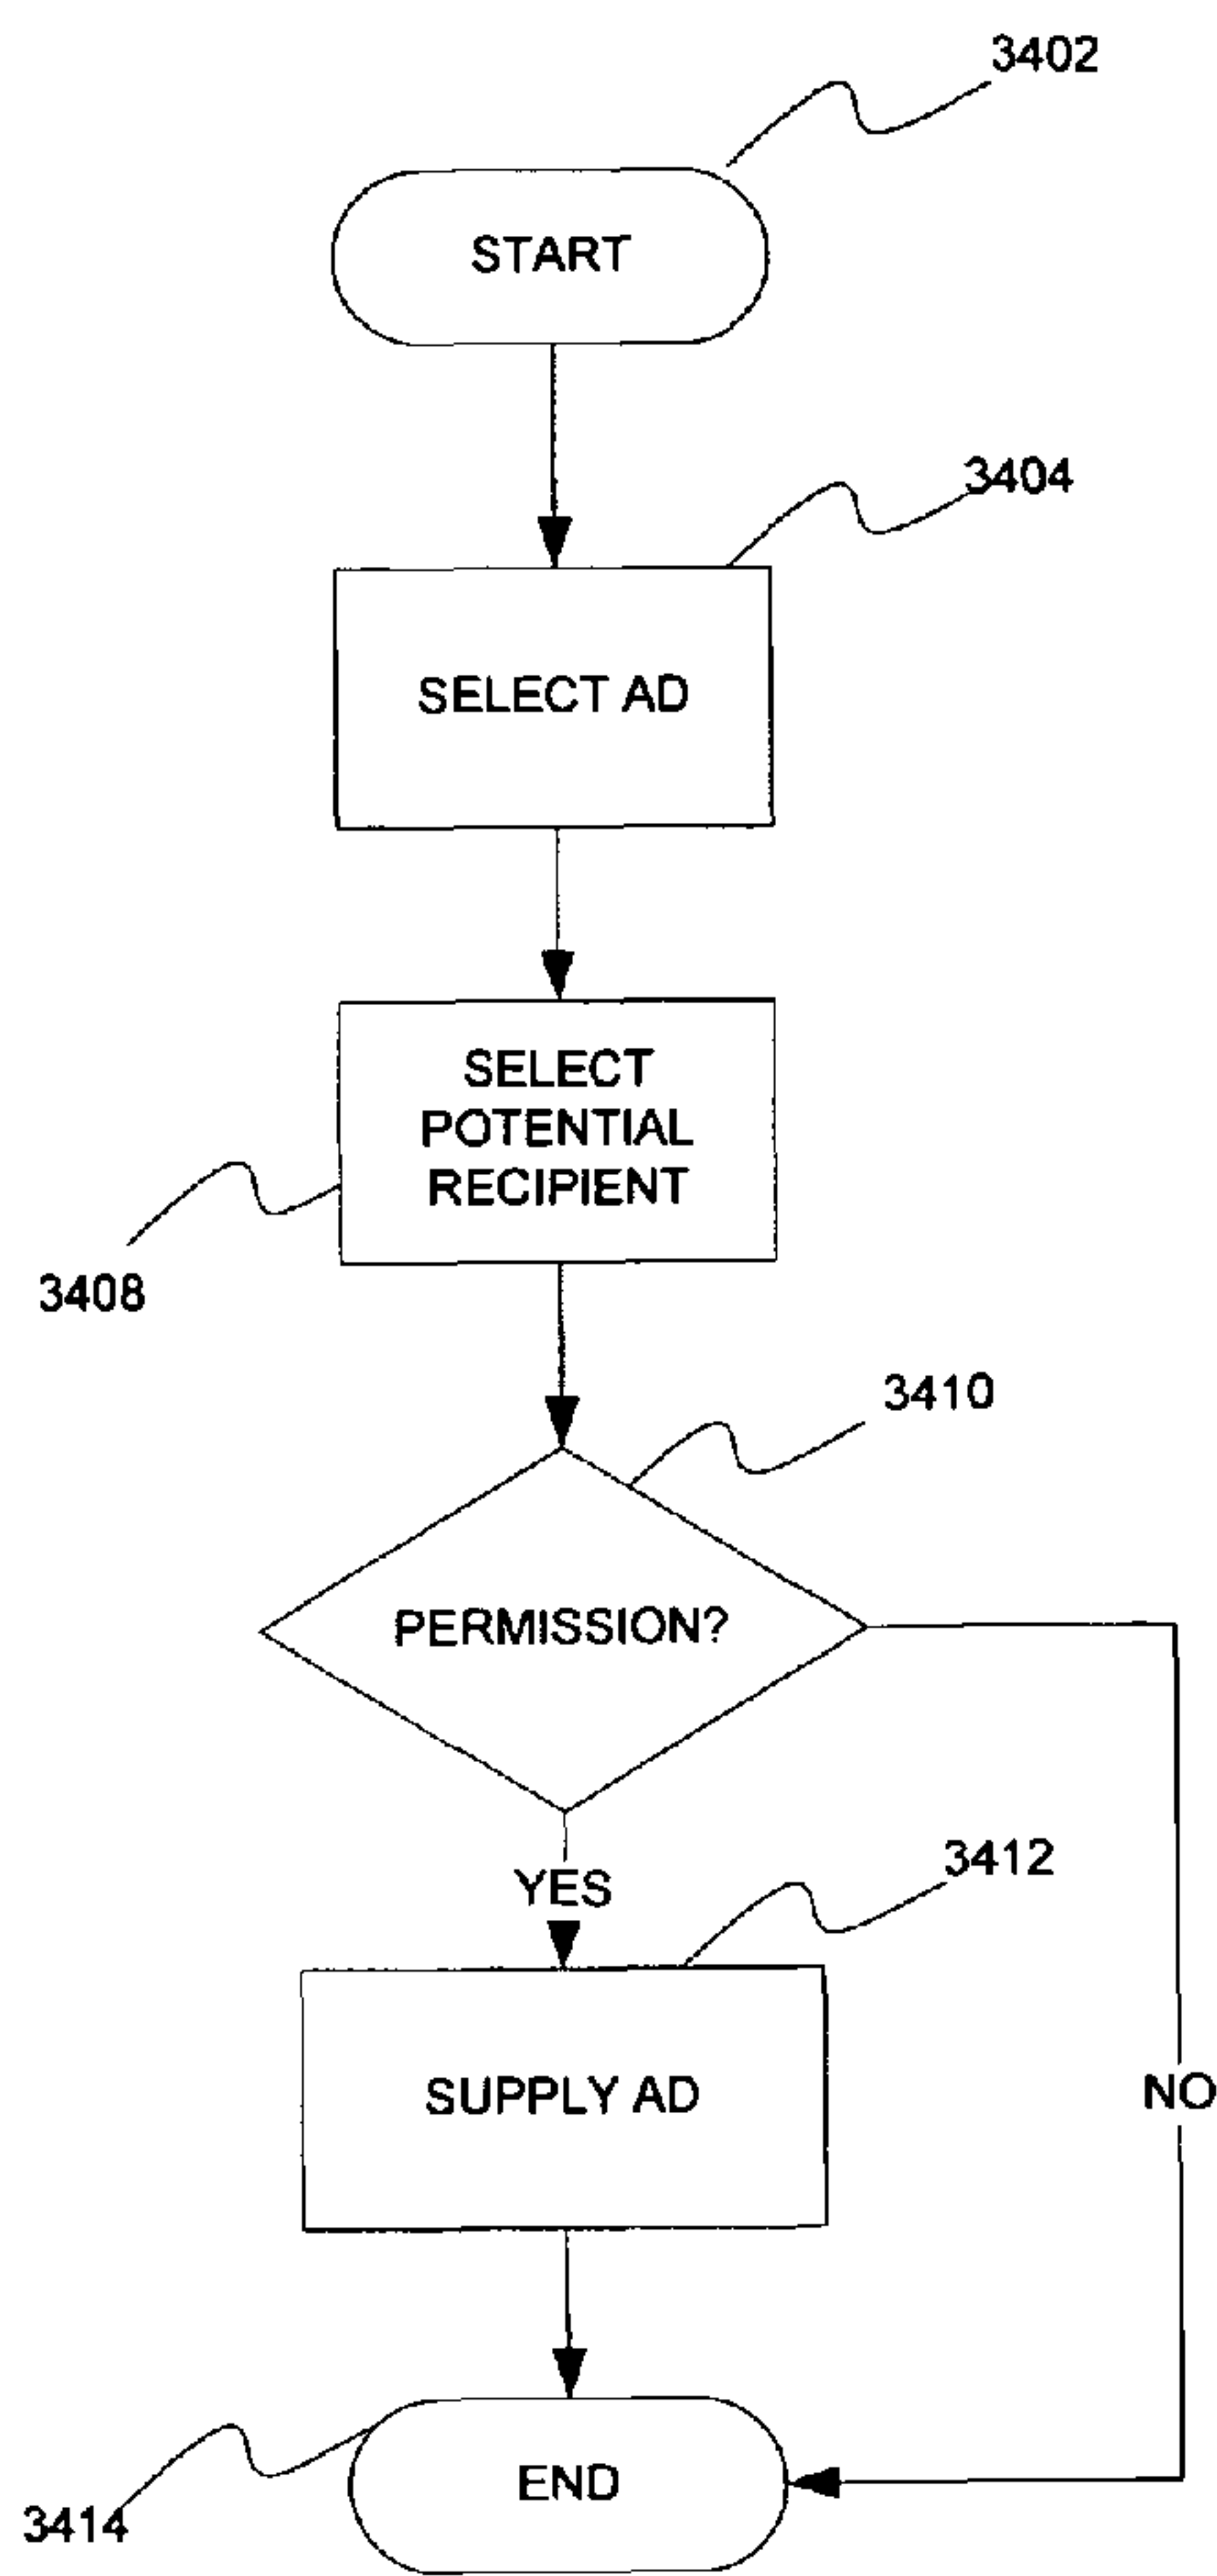 3402
START
3404
SELECT AD
SELECT
POTENTIAL
RECIPIENT
3408
3410
PERMISSION?
YES
3412
SUPPLY AD
NO
END
3414